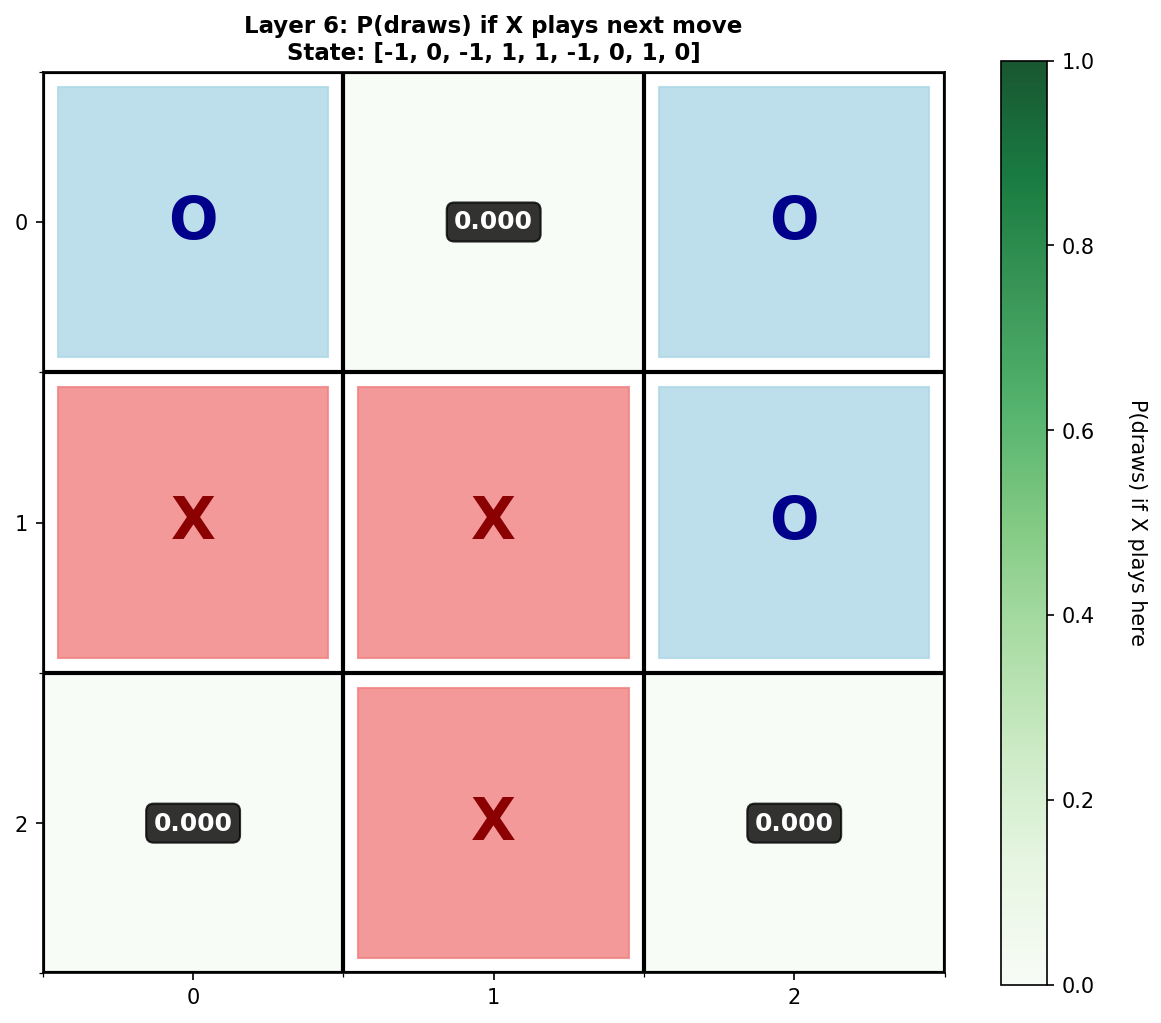 Layer 6: P(draws) if X plays next move
State: [-1, 0, -1, 1, 1, -1, 0, 1, 0]
1.0
0.8
0.6
0.4
0.2
0.0
P(draws) if X plays here
0
O
0.000
O
1
X
X
O
2
0.000
X
0.000
0
1
2